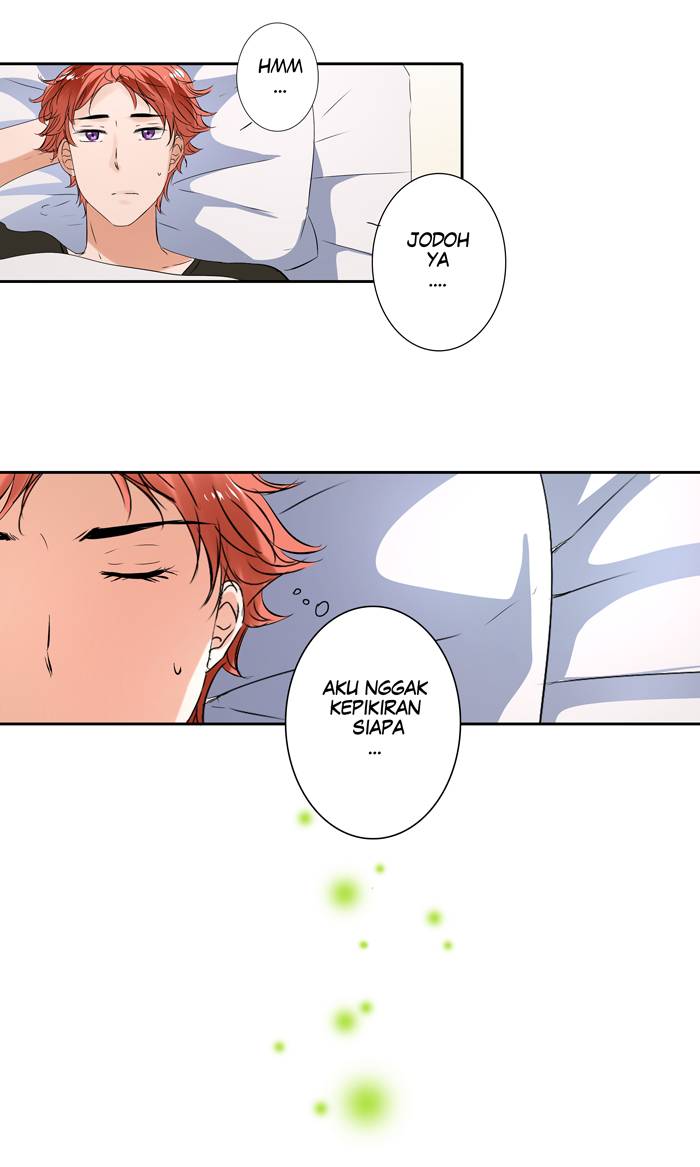 HMM
...
JODOH
YA
....
AKU NGGAK
KEPIKIRAN
SIAPA
...